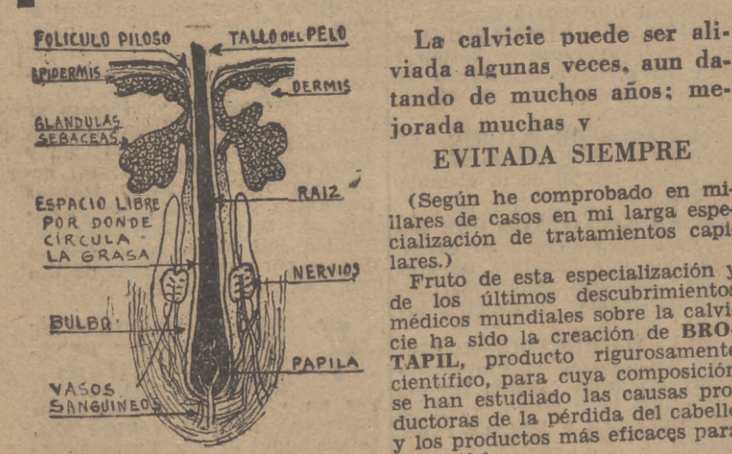 FOLICULO PILOSO
TALLO DEL PELO
EPIDERMIS
DERMIS
GLANDULAS
SEBACEAS
ESPACIO LIBRE
POR DONDE
CÍRCULA
LA GRASA
RAIZ
NERVIOS
BULBO
PAPILA
VASOS
SANGUINEOS
La calvicie puede ser ali-
viada algunas veces, aun da-
tando de muchos años; me-
jorada muchas y
EVITADA SIEMPRE
(Según he comprobado en mi-
llares de casos en mi larga espe-
cialización de tratamientos capi-
lares.)
Fruto de esta especialización y
de los últimos descubrimientos
médicos mundiales sobre la calvi-
cie ha sido la creación de BRO-
TAPIL, producto rigurosamente
científico, para cuya composición
se han estudiado las causas pro-
ductoras de la pérdida del cabello
y los productos más eficaces para